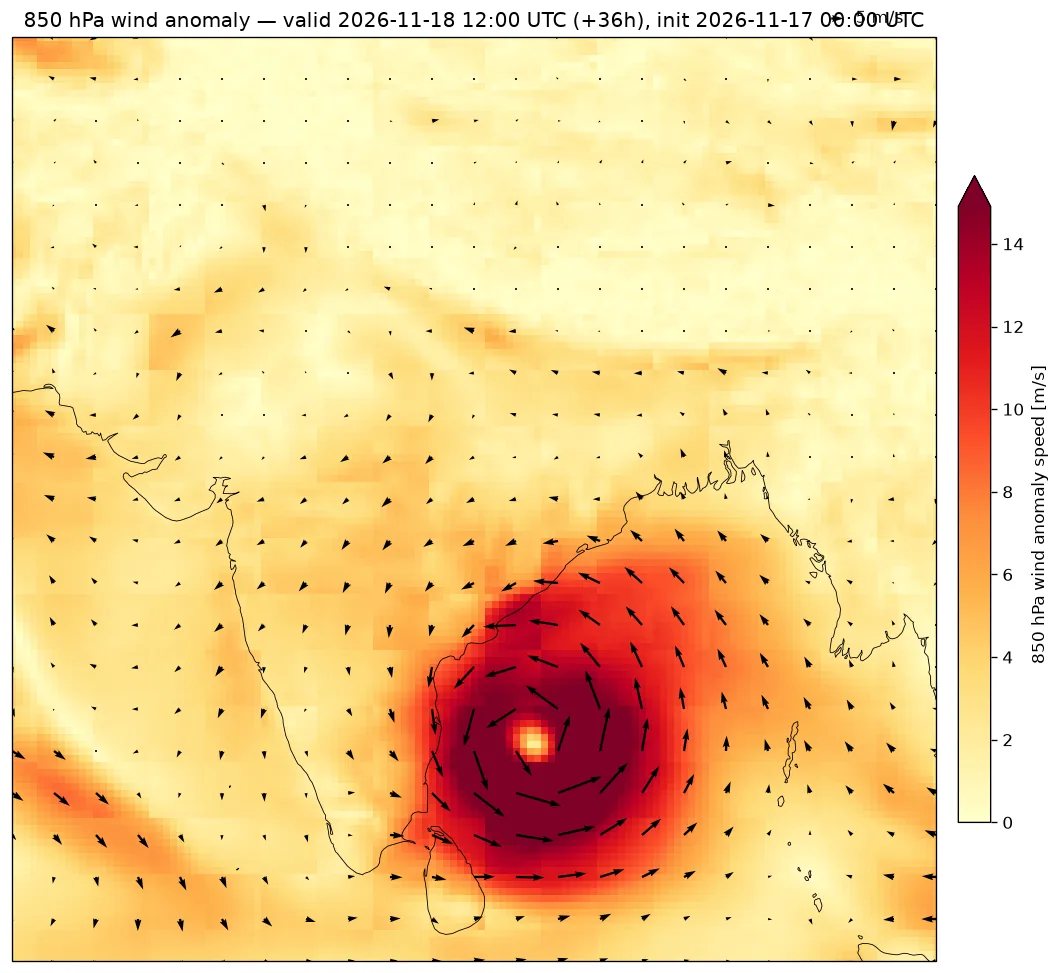 850 hPa wind anomaly — valid 2026-11-18 12:00 UTC (+36h), init 2026-11-17 00:00 UTC
5 m/s
14
12
10
8
6
4
2
0
850 hPa wind anomaly speed [m/s]